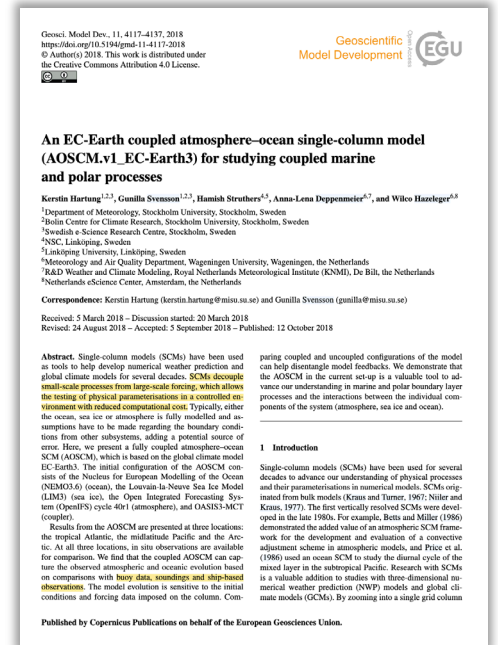 Geosci. Model Dev., 11, 4117–4137, 2018
https://doi.org/10.5194/gmd-11-4117-2018
© Author(s) 2018. This work is distributed under
the Creative Commons Attribution 4.0 License.
Geoscientific
Model Development
Open Access
EGU
An EC-Earth coupled atmosphere–ocean single-column model
(AOSCM.v1_EC-Earth3) for studying coupled marine
and polar processes
Kerstin Hartung1,2,3, Gunilla Svensson1,2,3, Hamish Struthers4,5, Anna-Lena Deppenmeier6,7, and Wilco Hazeleger6,8
1Department of Meteorology, Stockholm University, Stockholm, Sweden
2Bolin Centre for Climate Research, Stockholm University, Stockholm, Sweden
3Swedish e-Science Research Centre, Stockholm, Sweden
4NSC, Linköping, Sweden
5Linköping University, Linköping, Sweden
6Meteorology and Air Quality Department, Wageningen University, Wageningen, the Netherlands
7R&D Weather and Climate Modeling, Royal Netherlands Meteorological Institute (KNMI), De Bilt, the Netherlands
8Netherlands eScience Center, Amsterdam, the Netherlands
Correspondence: Kerstin Hartung (kerstin.hartung@misu.su.se) and Gunilla Svensson (gunilla@misu.su.se)
Received: 5 March 2018 – Discussion started: 20 March 2018
Revised: 24 August 2018 – Accepted: 5 September 2018 – Published: 12 October 2018
Abstract. Single-column models (SCMs) have been used
as tools to help develop numerical weather prediction and
global climate models for several decades. SCMs decouple
small-scale processes from large-scale forcing, which allows
the testing of physical parameterisations in a controlled en-
vironment with reduced computational cost. Typically, either
the ocean, sea ice or atmosphere is fully modelled and as-
sumptions have to be made regarding the boundary condi-
tions from other subsystems, adding a potential source of
error. Here, we present a fully coupled atmosphere–ocean
SCM (AOSCM), which is based on the global climate model
EC-Earth3. The initial configuration of the AOSCM con-
sists of the Nucleus for European Modelling of the Ocean
(NEMO3.6) (ocean), the Louvain-la-Neuve Sea Ice Model
(LIM3) (sea ice), the Open Integrated Forecasting Sys-
tem (OpenIFS) cycle 40r1 (atmosphere), and OASIS3-MCT
(coupler).
Results from the AOSCM are presented at three locations:
the tropical Atlantic, the midlatitude Pacific and the Arc-
tic. At all three locations, in situ observations are available
for comparison. We find that the coupled AOSCM can cap-
ture the observed atmospheric and oceanic evolution based
on comparisons with buoy data, soundings and ship-based
observations. The model evolution is sensitive to the initial
conditions and forcing data imposed on the column. Com-
paring coupled and uncoupled configurations of the model
can help disentangle model feedbacks. We demonstrate that
the AOSCM in the current set-up is a valuable tool to ad-
vance our understanding in marine and polar boundary layer
processes and the interactions between the individual com-
ponents of the system (atmosphere, sea ice and ocean).
1 Introduction
Single-column models (SCMs) have been used for several
decades to advance our understanding of physical processes
and their parameterisations in numerical models. SCMs orig-
inated from bulk models (Kraus and Turner, 1967; Niiler and
Kraus, 1977). The first vertically resolved SCMs were devel-
oped in the late 1980s. For example, Betts and Miller (1986)
demonstrated the added value of an atmospheric SCM frame-
work for the development and evaluation of a convective
adjustment scheme in atmospheric models, and Price et al.
(1986) used an ocean SCM to study the diurnal cycle of the
mixed layer in the subtropical Pacific. Research with SCMs
is a valuable addition to studies with three-dimensional nu-
merical weather prediction (NWP) models and global cli-
mate models (GCMs). By zooming into a single grid column
Published by Copernicus Publications on behalf of the European Geosciences Union.